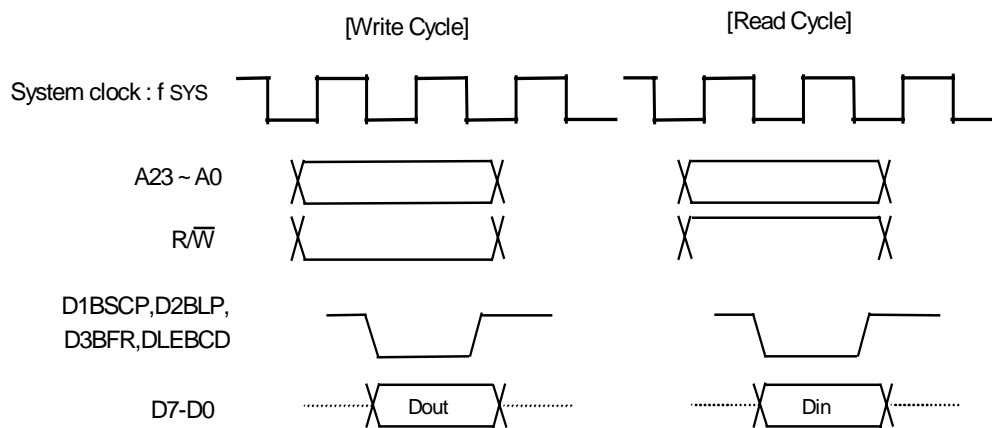 [Write Cycle] [Read Cycle]
System clock : f SYS
A23 ~ A0
R/W̅
D1BSCP,D2BLP,
D3BFR,DLEBCD
D7-D0 Dout Din